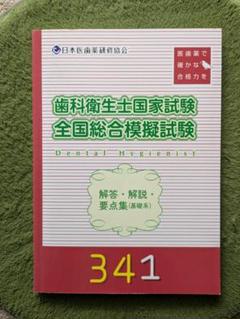 日本医歯薬研修協会
医歯薬で
確かな
合格力を
歯科衛生士国家試験
全国総合模擬試験
Dental Hygienist
解答・解説・
要点集(基礎系)
341